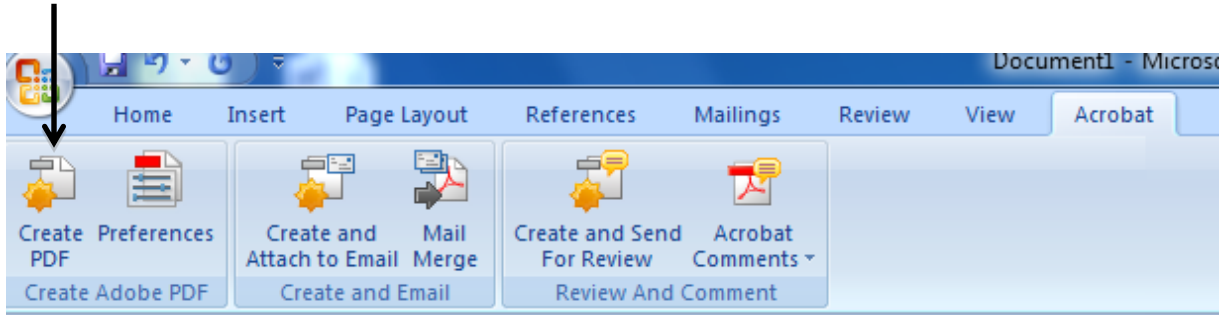 Document1 - Microsc
Home Insert Page Layout References Mailings Review View Acrobat
Create Preferences Create and Mail Create and Send Acrobat
PDF Attach to Email Merge For Review Comments
Create Adobe PDF Create and Email Review And Comment